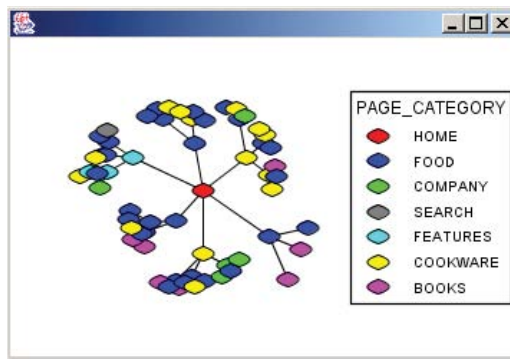 PAGE_CATEGORY
HOME
FOOD
COMPANY
SEARCH
FEATURES
COOKWARE
BOOKS